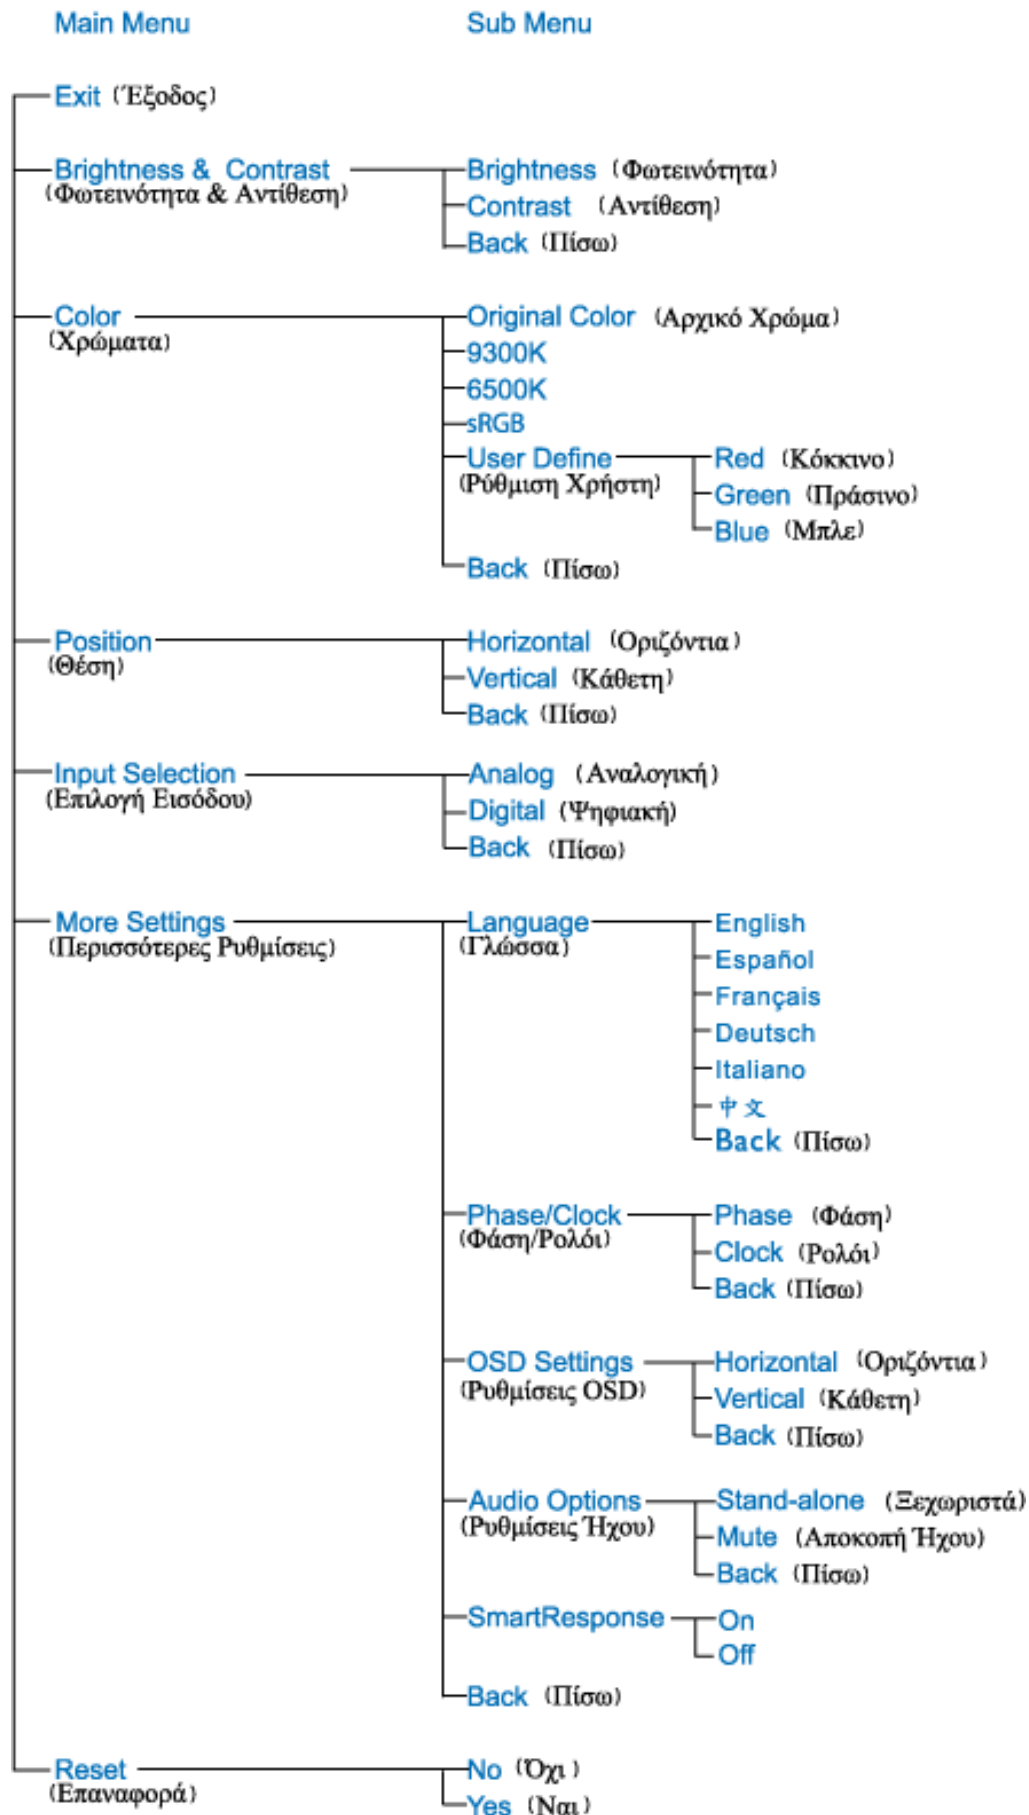 Main Menu Sub Menu
Exit (Έξοδος)
Brightness & Contrast Brightness (Φωτεινότητα)
(Φωτεινότητα & Αντίθεση)
Contrast (Αντίθεση)
Back (Πίσω)
Color Original Color (Αρχικό Χρώμα)
(Χρώματα)
9300K
6500K
sRGB
User Define Red (Κόκκινο)
(Ρύθμιση Χρήστη)
Green (Πράσινο)
Blue (Μπλε)
Back (Πίσω)
Position Horizontal (Οριζόντια)
(Θέση)
Vertical (Κάθετη)
Back (Πίσω)
Input Selection Analog (Αναλογική)
(Επιλογή Εισόδου)
Digital (Ψηφιακή)
Back (Πίσω)
More Settings Language English
(Περισσότερες Ρυθμίσεις) (Γλώσσα)
Español
Français
Deutsch
Italiano
中文
Back (Πίσω)
Phase/Clock Phase (Φάση)
(Φάση/Ρολόι)
Clock (Ρολόι)
Back (Πίσω)
OSD Settings Horizontal (Οριζόντια)
(Ρυθμίσεις OSD)
Vertical (Κάθετη)
Back (Πίσω)
Audio Options Stand-alone (Ξεχωριστά)
(Ρυθμίσεις Ήχου)
Mute (Αποκοπή Ήχου)
Back (Πίσω)
SmartResponse On
Off
Back (Πίσω)
Reset No (Όχι)
(Επαναφορά)
Yes (Ναι)